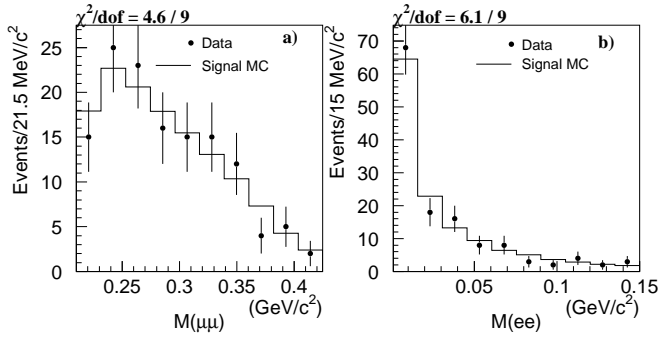 χ²/dof = 4.6 / 9
a)
Data
Signal MC
Events/21.5 MeV/c²
25
20
15
10
5
0
0.25 0.3 0.35 0.4
(GeV/c²)
M(μμ)
χ²/dof = 6.1 / 9
b)
Data
Signal MC
Events/15 MeV/c²
70
60
50
40
30
20
10
0
0.05 0.1 0.15
(GeV/c²)
M(ee)